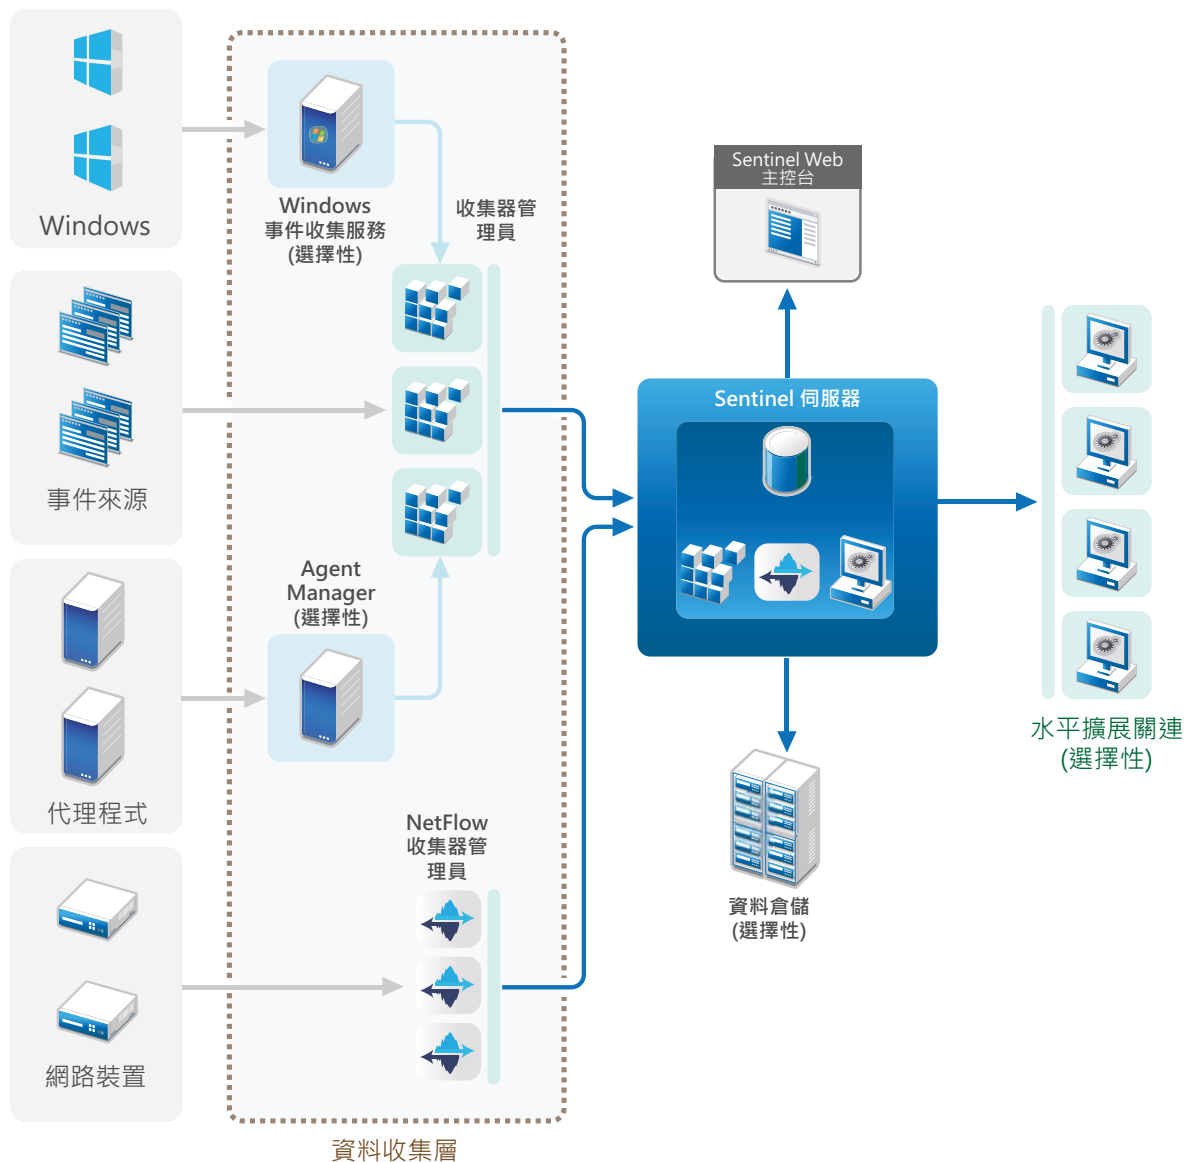 Windows
事件來源
代理程式
網路裝置
Windows
事件收集服務
(選擇性)
收集器管
理員
Agent
Manager
(選擇性)
NetFlow
收集器管
理員
資料收集層
Sentinel Web
主控台
Sentinel 伺服器
資料倉儲
(選擇性)
水平擴展關連
(選擇性)